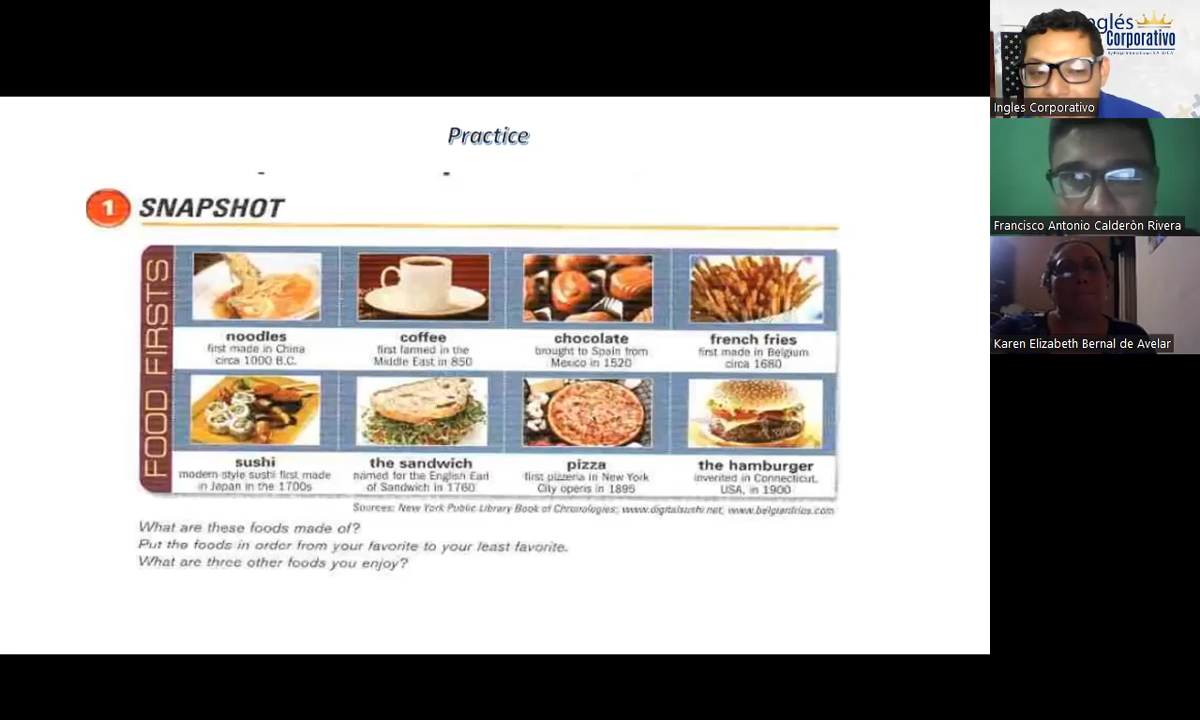 Practice
1 SNAPSHOT
FOOD FIRSTS
noodles
first made in China
circa 1000 B.C.
coffee
first farmed in the
Middle East in 850
chocolate
brought to Spain from
Mexico in 1520
french fries
first made in Belgium
circa 1680
sushi
modern-style sushi first made
in Japan in the 1700s
the sandwich
named for the English Earl
of Sandwich in 1760
pizza
first pizzeria in New York
City opens in 1895
the hamburger
invented in Connecticut,
USA, in 1900
Sources: New York Public Library Book of Chronologies; www.digitalsushi.net; www.belgianfries.com
What are these foods made of?
Put the foods in order from your favorite to your least favorite.
What are three other foods you enjoy?
Inglés
Corporativo
Ingles Corporativo
Francisco Antonio Calderòn Rivera
Karen Elizabeth Bernal de Avelar